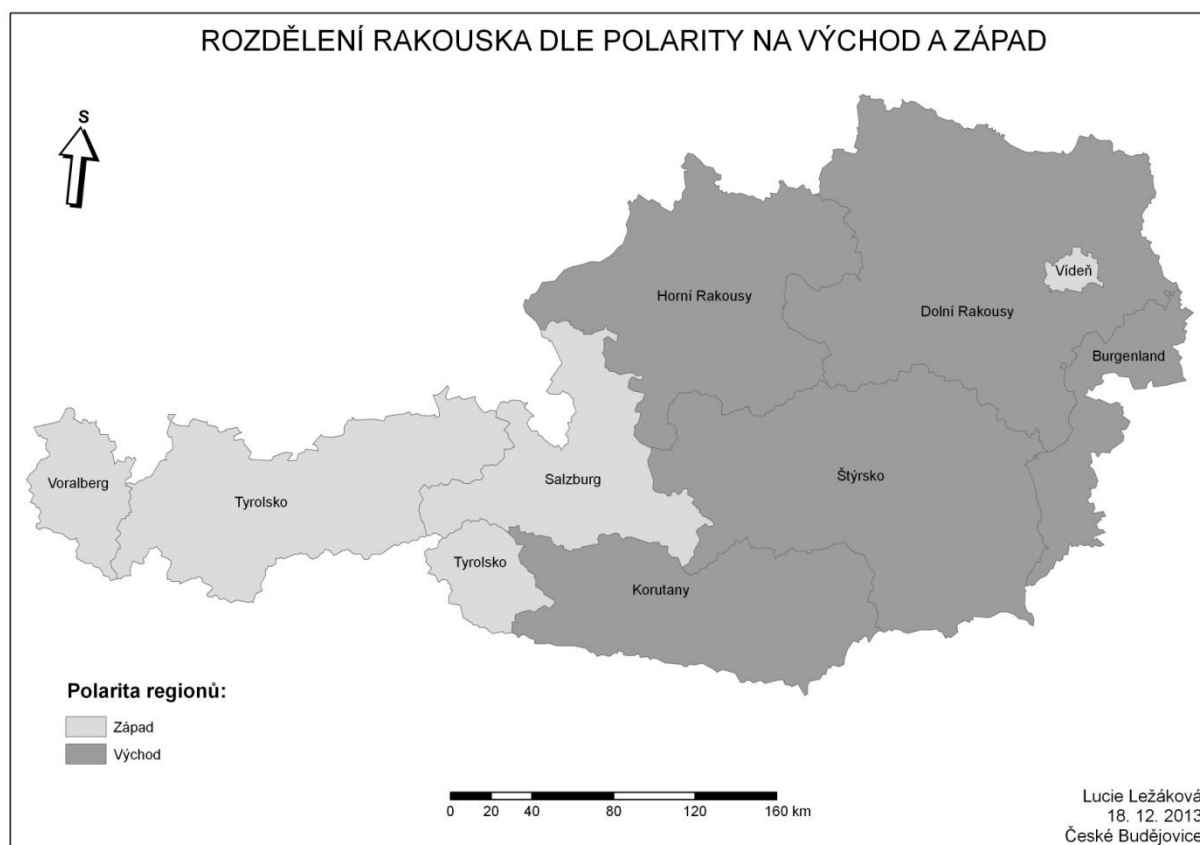 ROZDĚLENÍ RAKOUSKA DLE POLARITY NA VÝCHOD A ZÁPAD
S
Vídeň
Horní Rakousy
Dolní Rakousy
Burgenland
Voralberg
Tyrolsko
Salzburg
Štýrsko
Tyrolsko
Korutany
Polarita regionů:
Západ
Východ
0 20 40 80 120 160 km
Lucie Ležáková
18. 12. 2013
České Budějovice